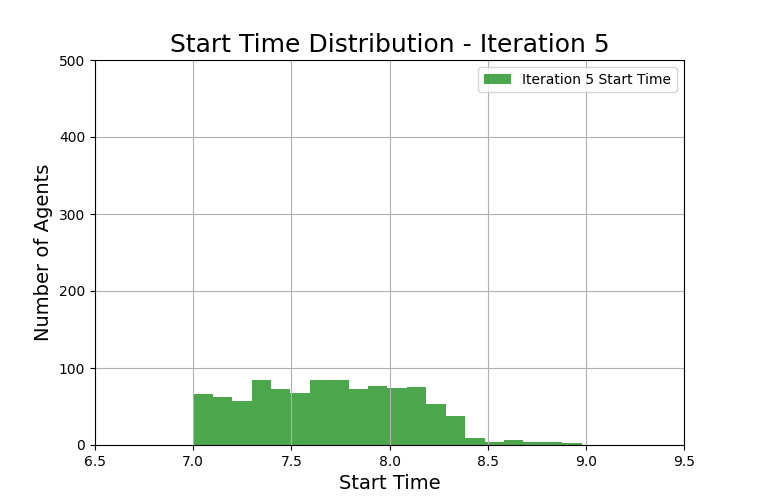 Start Time Distribution - Iteration 5
500
400
300
200
100
0
Number of Agents
Iteration 5 Start Time
6.5 7.0 7.5 8.0 8.5 9.0 9.5
Start Time